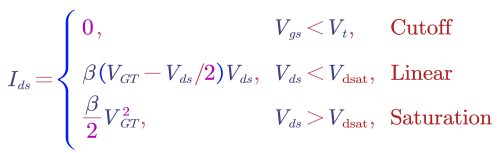 0, V_gs < V_t, Cutoff
I_ds = { β(V_GT − V_ds/2)V_ds, V_ds < V_dsat, Linear
β/2 V_GT^2, V_ds > V_dsat, Saturation